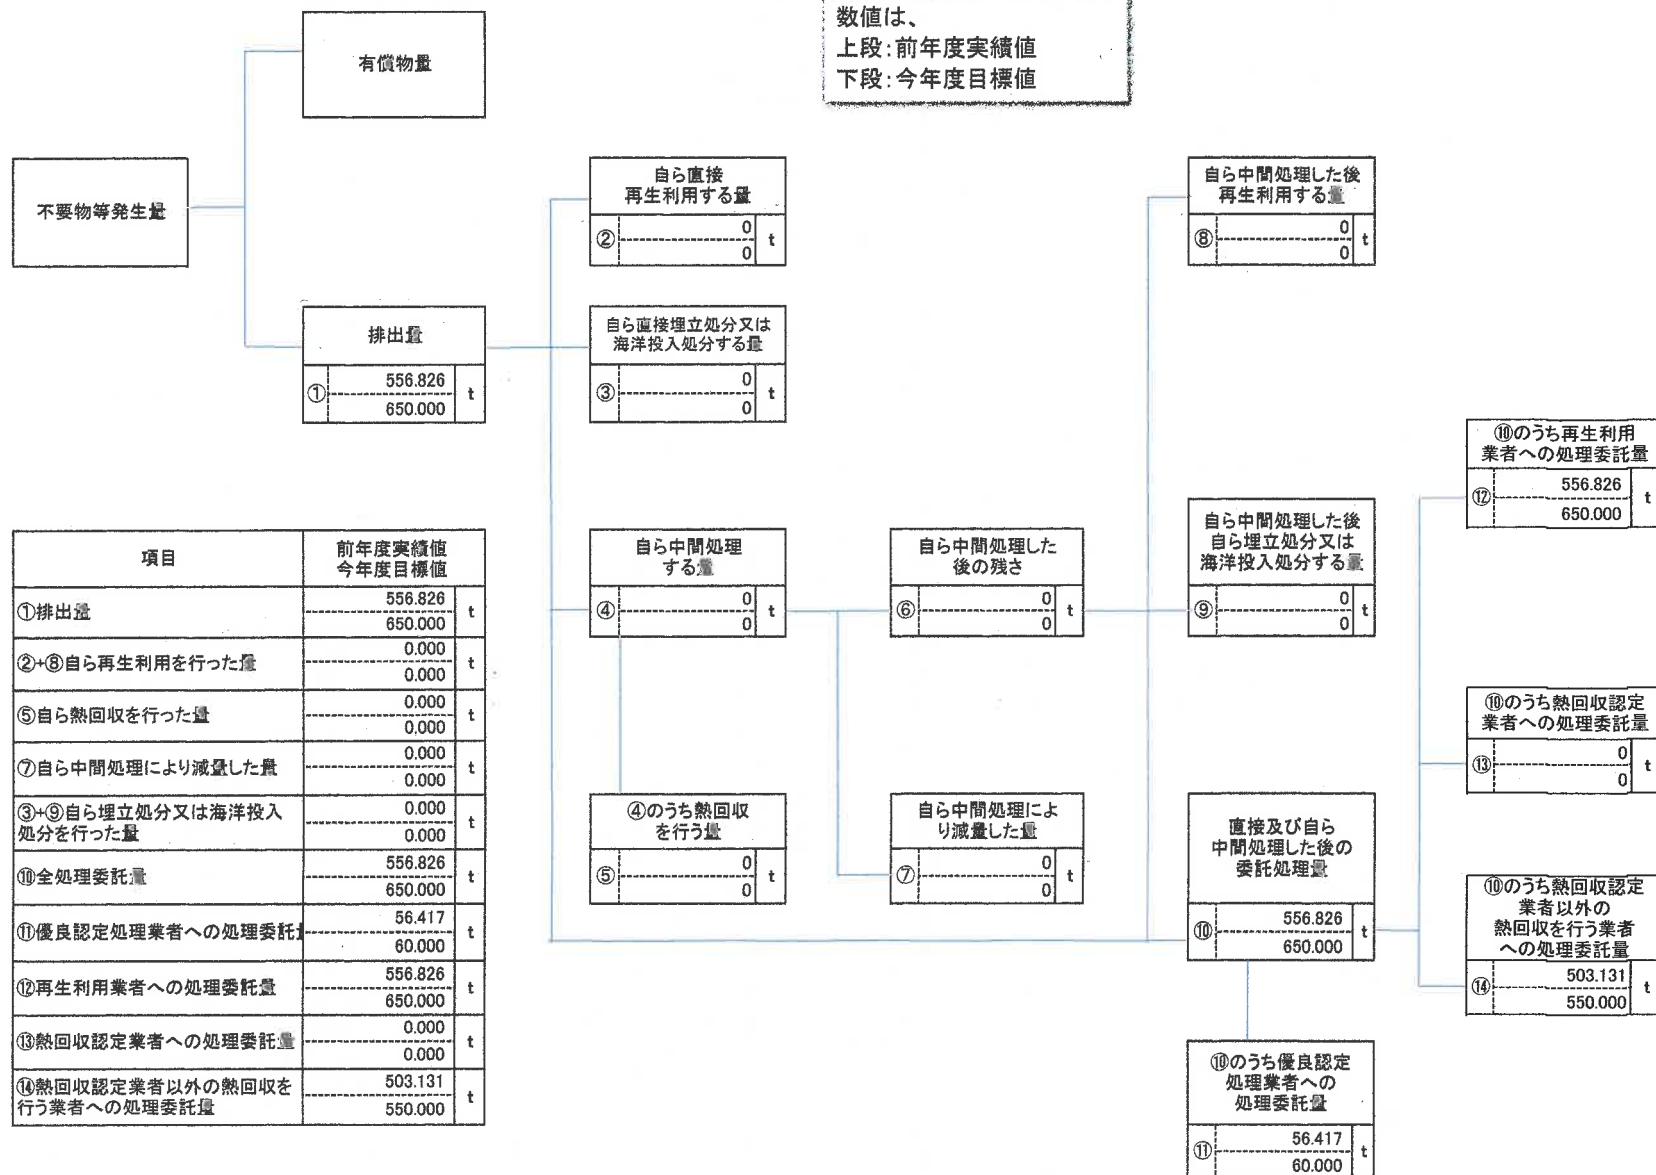 数値は、
上段:前年度実績値
下段:今年度目標値
有償物量
不要物等発生量
排出量
①
556.826
650.000
t
自ら直接
再生利用する量
②
0
0
t
自ら直接埋立処分又は
海洋投入処分する量
③
0
0
t
自ら中間処理
する量
④
0
0
t
④のうち熱回収
を行う量
⑤
0
0
t
自ら中間処理した
後の残さ
⑥
0
0
t
自ら中間処理によ
り減量した量
⑦
0
0
t
自ら中間処理した後
再生利用する量
⑧
0
0
t
自ら中間処理した後
自ら埋立処分又は
海洋投入処分する量
⑨
0
0
t
直接及び自ら
中間処理した後の
委託処理量
⑩
556.826
650.000
t
⑩のうち優良認定
処理業者への
処理委託量
⑪
56.417
60.000
t
⑩のうち再生利用
業者への処理委託量
⑫
556.826
650.000
t
⑩のうち熱回収認定
業者への処理委託量
⑬
0
0
t
⑩のうち熱回収認定
業者以外の
熱回収を行う業者
への処理委託量
⑭
503.131
550.000
t
項目
前年度実績値
今年度目標値
①排出量
556.826
650.000
t
②+⑧自ら再生利用を行った量
0.000
0.000
t
⑤自ら熱回収を行った量
0.000
0.000
t
⑦自ら中間処理により減量した量
0.000
0.000
t
③+⑨自ら埋立処分又は海洋投入
処分を行った量
0.000
0.000
t
⑩全処理委託量
556.826
650.000
t
⑪優良認定処理業者への処理委託
56.417
60.000
t
⑫再生利用業者への処理委託量
556.826
650.000
t
⑬熱回収認定業者への処理委託量
0.000
0.000
t
⑭熱回収認定業者以外の熱回収を
行う業者への処理委託量
503.131
550.000
t